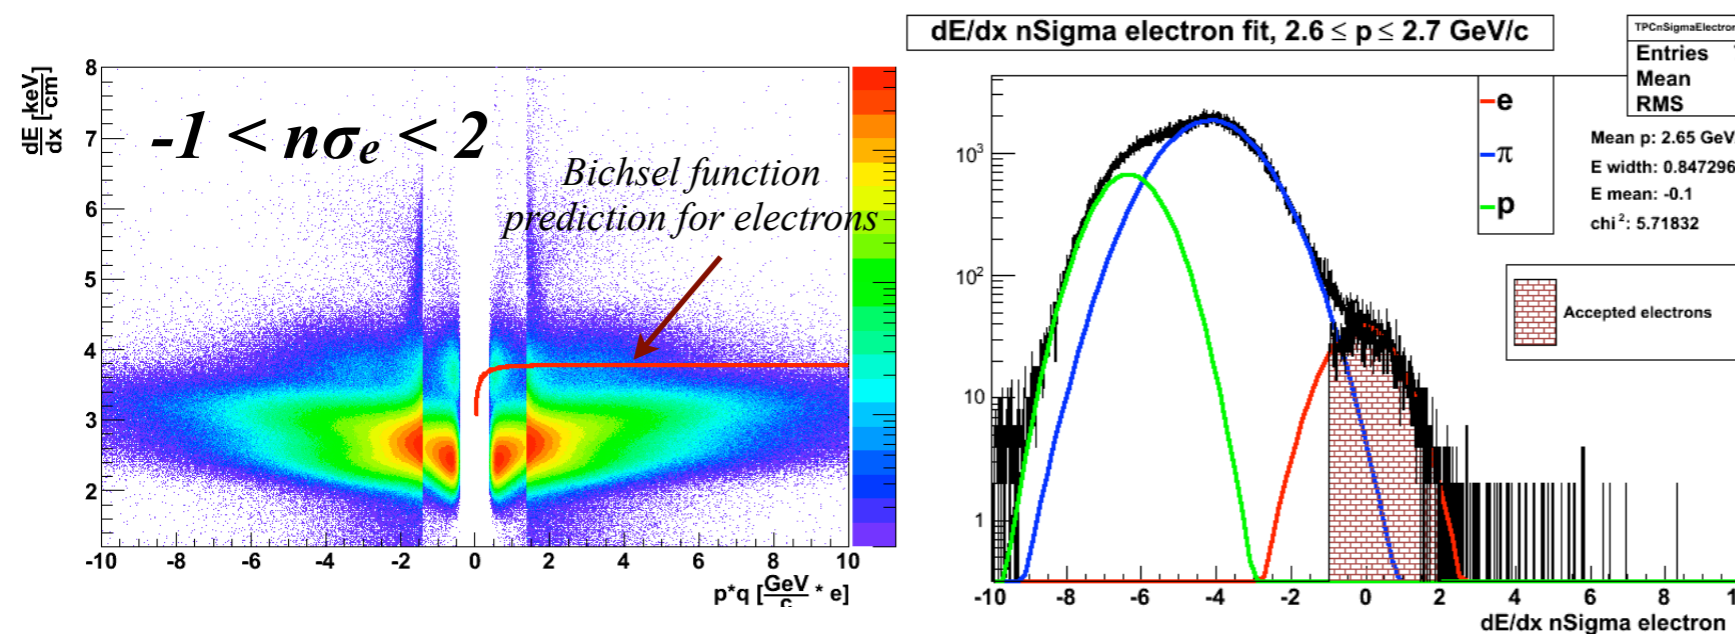 dE/dx [keV/cm]
8
7
6
5
4
3
2
-1 < nσe < 2
Bichsel function
prediction for electrons
-10 -8 -6 -4 -2 0 2 4 6 8 10
p*q [GeV/c * e]
dE/dx nSigma electron fit, 2.6 ≤ p ≤ 2.7 GeV/c
TPCnSigmaElectron
Entries
Mean
RMS
e
π
p
Mean p: 2.65 GeV
E width: 0.847296
E mean: -0.1
chi²: 5.71832
Accepted electrons
10³
10²
10
1
-10 -8 -6 -4 -2 0 2 4 6 8
dE/dx nSigma electron